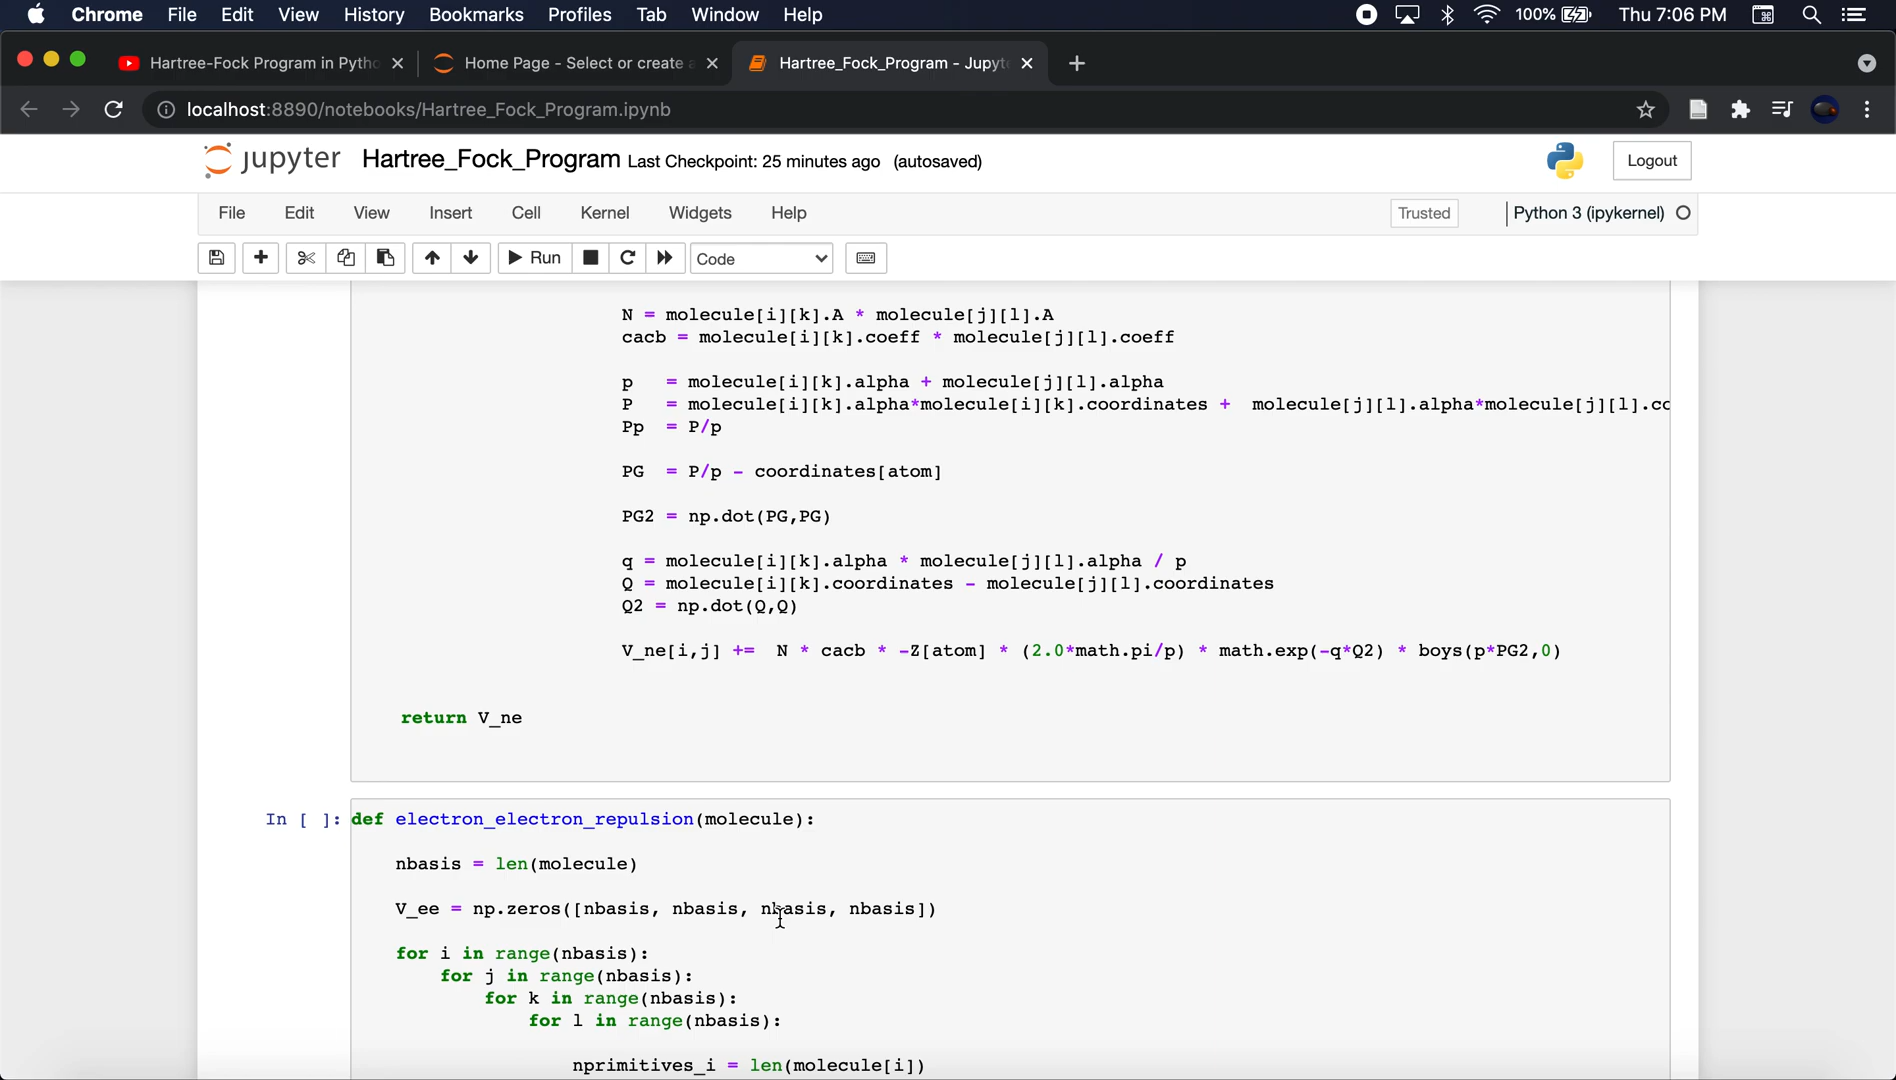 Chrome File Edit View History Bookmarks Profiles Tab Window Help 100% Thu 7:06 PM
Hartree-Fock Program in Pytho Home Page - Select or create a Hartree_Fock_Program - Jupyt
localhost:8890/notebooks/Hartree_Fock_Program.ipynb
jupyter Hartree_Fock_Program Last Checkpoint: 25 minutes ago (autosaved) Logout
File Edit View Insert Cell Kernel Widgets Help Trusted Python 3 (ipykernel)
Run Code
N = molecule[i][k].A * molecule[j][l].A
cacb = molecule[i][k].coeff * molecule[j][l].coeff
p = molecule[i][k].alpha + molecule[j][l].alpha
P = molecule[i][k].alpha*molecule[i][k].coordinates + molecule[j][l].alpha*molecule[j][l].co
Pp = P/p
PG = P/p - coordinates[atom]
PG2 = np.dot(PG,PG)
q = molecule[i][k].alpha * molecule[j][l].alpha / p
Q = molecule[i][k].coordinates - molecule[j][l].coordinates
Q2 = np.dot(Q,Q)
V_ne[i,j] += N * cacb * -Z[atom] * (2.0*math.pi/p) * math.exp(-q*Q2) * boys(p*PG2,0)
return V_ne
In [ ]: def electron_electron_repulsion(molecule):
nbasis = len(molecule)
V_ee = np.zeros([nbasis, nbasis, nbasis, nbasis])
for i in range(nbasis):
for j in range(nbasis):
for k in range(nbasis):
for l in range(nbasis):
nprimitives_i = len(molecule[i])